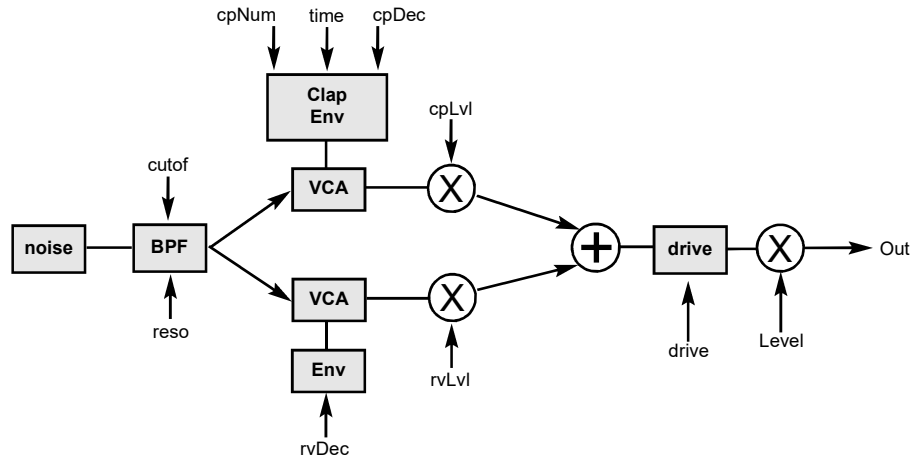 cpNum time cpDec
Clap
Env
cpLvl
cutof
VCA
X
noise
BPF
+
drive
X
Out
VCA
X
reso
drive
Level
Env
rvLvl
rvDec